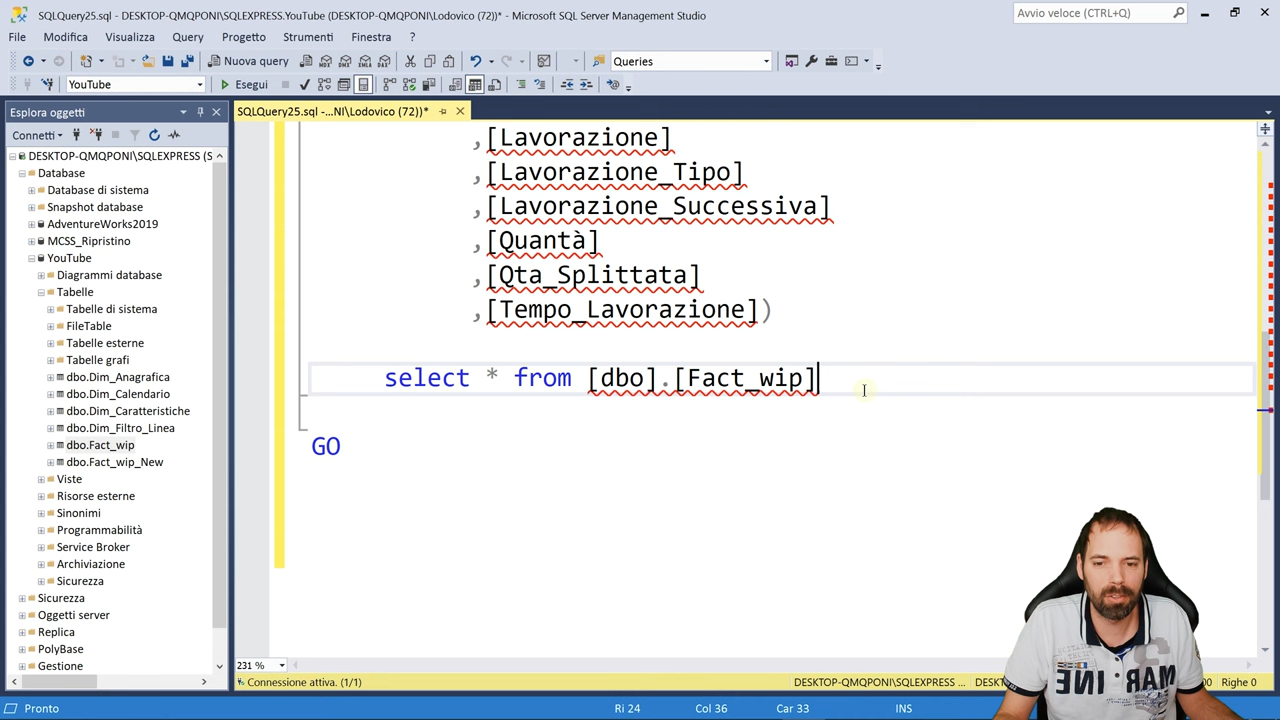 SQLQuery25.sql - DESKTOP-QMQPONI\SQLEXPRESS.YouTube (DESKTOP-QMQPONI\Lodovico (72))* - Microsoft SQL Server Management Studio
Avvio veloce (CTRL+Q)
File Modifica Visualizza Query Progetto Strumenti Finestra ?
Nuova query
Queries
YouTube
Esegui
Esplora oggetti
SQLQuery25.sql -...NI\Lodovico (72))*
Connetti
DESKTOP-QMQPONI\SQLEXPRESS (S
Database
Database di sistema
Snapshot database
AdventureWorks2019
MCSS_Ripristino
YouTube
Diagrammi database
Tabelle
Tabelle di sistema
FileTable
Tabelle esterne
Tabelle grafi
dbo.Dim_Anagrafica
dbo.Dim_Calendario
dbo.Dim_Caratteristiche
dbo.Dim_Filtro_Linea
dbo.Fact_wip
dbo.Fact_wip_New
Viste
Risorse esterne
Sinonimi
Programmabilità
Service Broker
Archiviazione
Sicurezza
Sicurezza
Oggetti server
Replica
PolyBase
Gestione
,[Lavorazione]
,[Lavorazione_Tipo]
,[Lavorazione_Successiva]
,[Quantà]
,[Qta_Splittata]
,[Tempo_Lavorazione])
select * from [dbo].[Fact_wip]
GO
231 %
Connessione attiva. (1/1)
DESKTOP-QMQPONI\SQLEXPRESS ...
Righe 0
Pronto
Ri 24
Col 36
Car 33
INS
MARINE